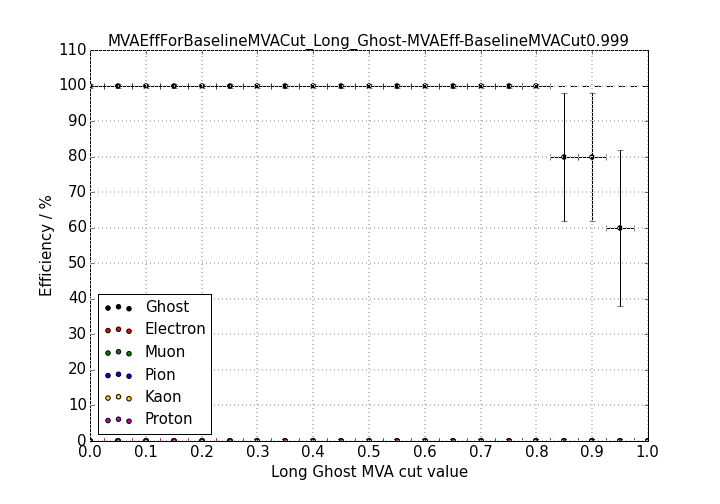 MVAEffForBaselineMVACut_Long_Ghost-MVAEff-BaselineMVACut0.999
110
100
90
80
70
60
50
40
30
20
10
0
Efficiency / %
Ghost
Electron
Muon
Pion
Kaon
Proton
0.0 0.1 0.2 0.3 0.4 0.5 0.6 0.7 0.8 0.9 1.0
Long Ghost MVA cut value